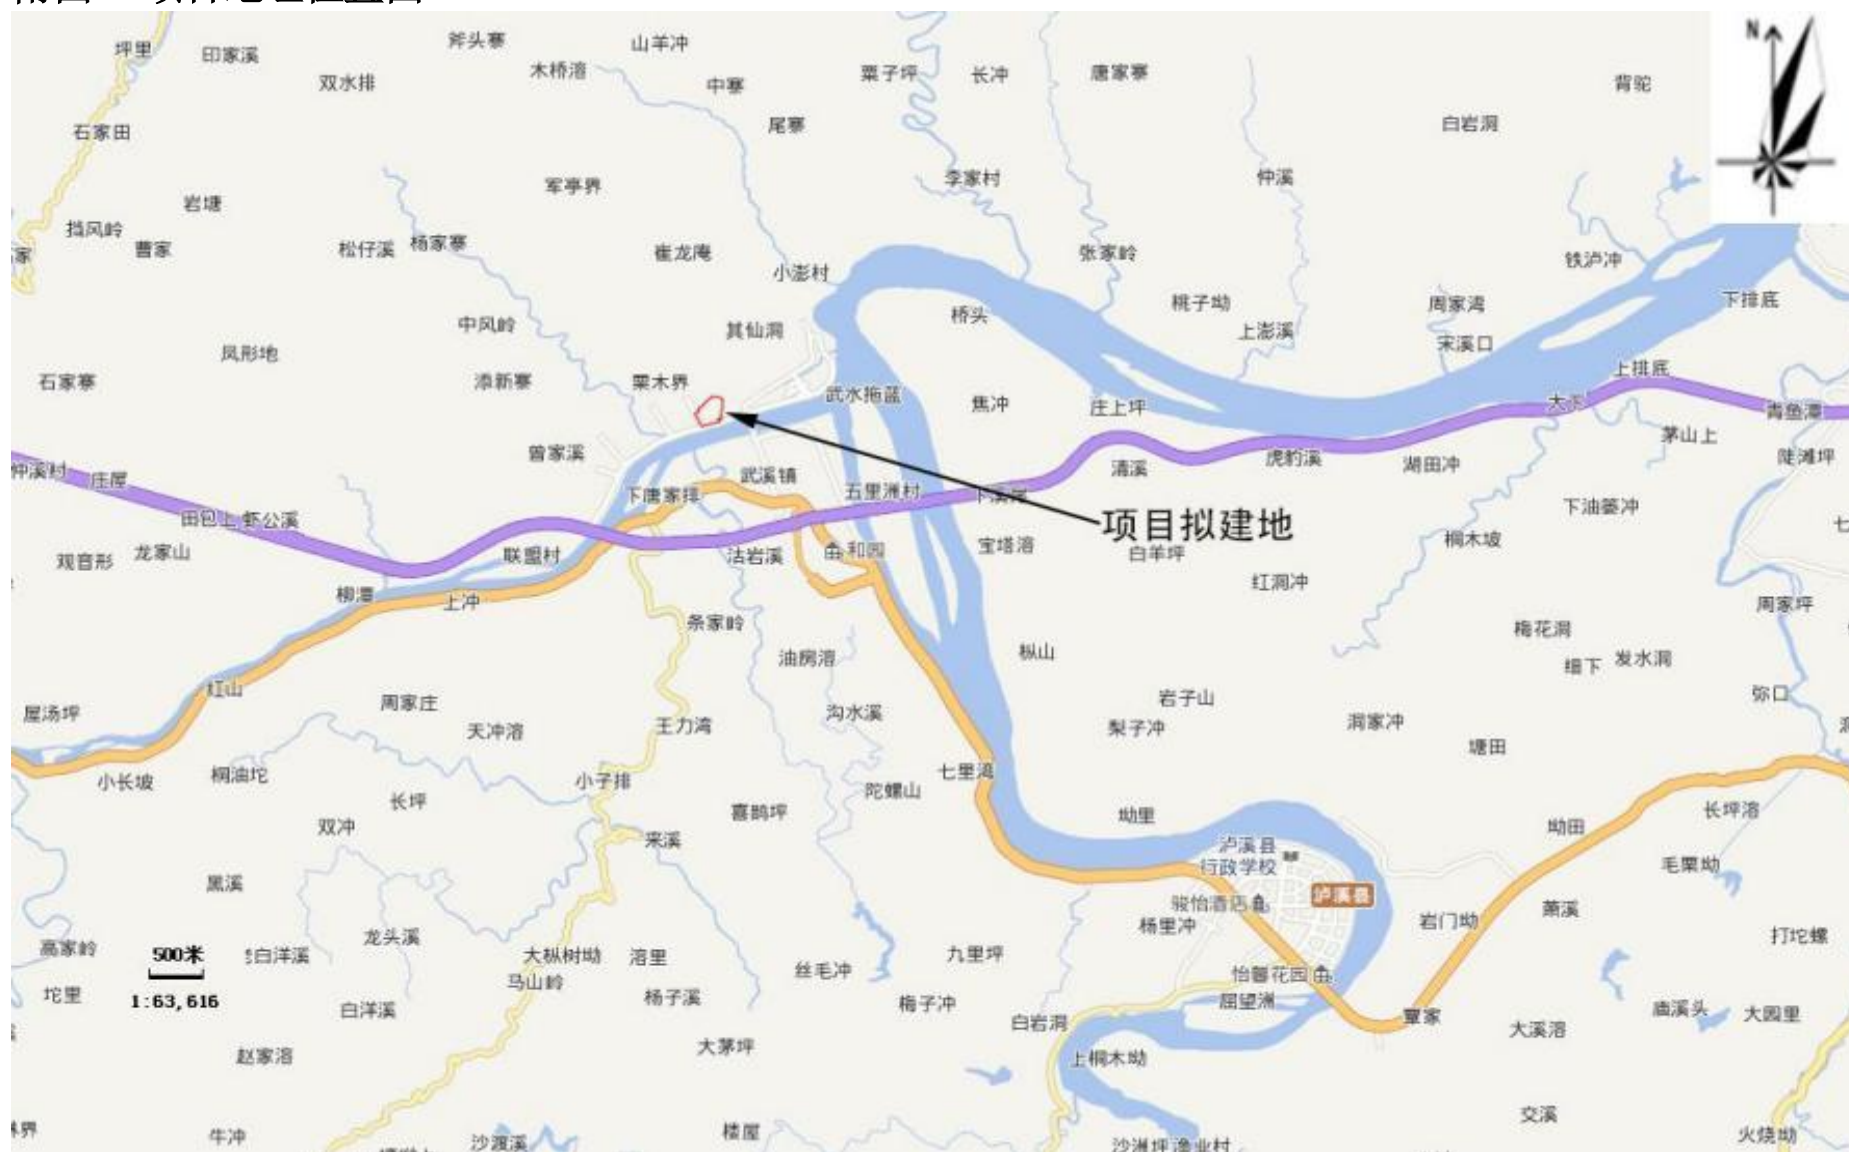 坪里
印家溪
斧头寨
山羊冲
双水排
木桥溶
中寨
粟子坪
长冲
唐家寨
背驼
N
石家田
尾寨
白岩洞
岩塘
军亭界
李家村
仲溪
挡风岭
曹家
家
松仔溪
杨家寨
崔龙庵
小澎村
张家岭
铁泸冲
中风岭
其仙洞
桥头
桃子坳
上澎溪
周家湾
宋溪口
下排底
凤形地
石家寨
添新寨
粟木界
武水拖蓝
焦冲
庄上坪
上排底
青鱼潭
茅山上
曾家溪
仲溪村
庄屋
武溪镇
下唐家排
五里洲村
清溪
虎豹溪
湖田冲
陡滩坪
田包上
虾公溪
项目拟建地
下油篓冲
七
观音形
龙家山
联盟村
沽岩溪
和园
宝塔溶
白羊坪
桐木坡
柳潭
上冲
红洞冲
周家坪
条家岭
梅花洞
油房溶
枞山
细下
发水洞
红山
屋汤坪
周家庄
天冲溶
王力湾
沟水溪
岩子山
梨子冲
洞家冲
塘田
弥口
小长坡
桐油坨
小子排
七里湾
陀螺山
长坪
喜鹊坪
坳里
双冲
来溪
坳田
长坪溶
泸溪县
行政学校
毛栗坳
黑溪
骏怡酒店
泸溪县
杨里冲
岩门坳
萧溪
高家岭
500米
白洋溪
龙头溪
大枞树坳
溶里
九里坪
打坨螺
坨里
1:63,616
马山岭
杨子溪
丝毛冲
怡馨花园
屈望洲
白洋溪
梅子冲
白岩洞
覃家
大溪溶
庙溪头
大园里
赵家溶
大茅坪
上桐木坳
界
牛冲
沙渡溪
楼屋
沙洲坪
渔业村
交溪
火烧坳